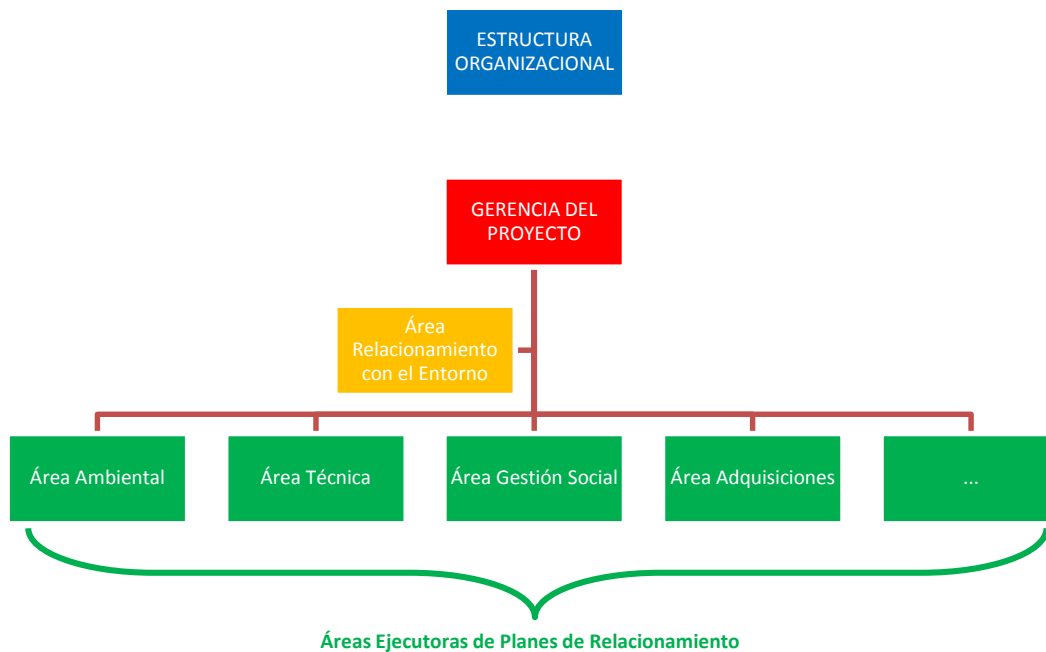 ESTRUCTURA
ORGANIZACIONAL
GERENCIA DEL
PROYECTO
Área
Relacionamiento
con el Entorno
Área Ambiental
Área Técnica
Área Gestión Social
Área Adquisiciones
...
Áreas Ejecutoras de Planes de Relacionamiento